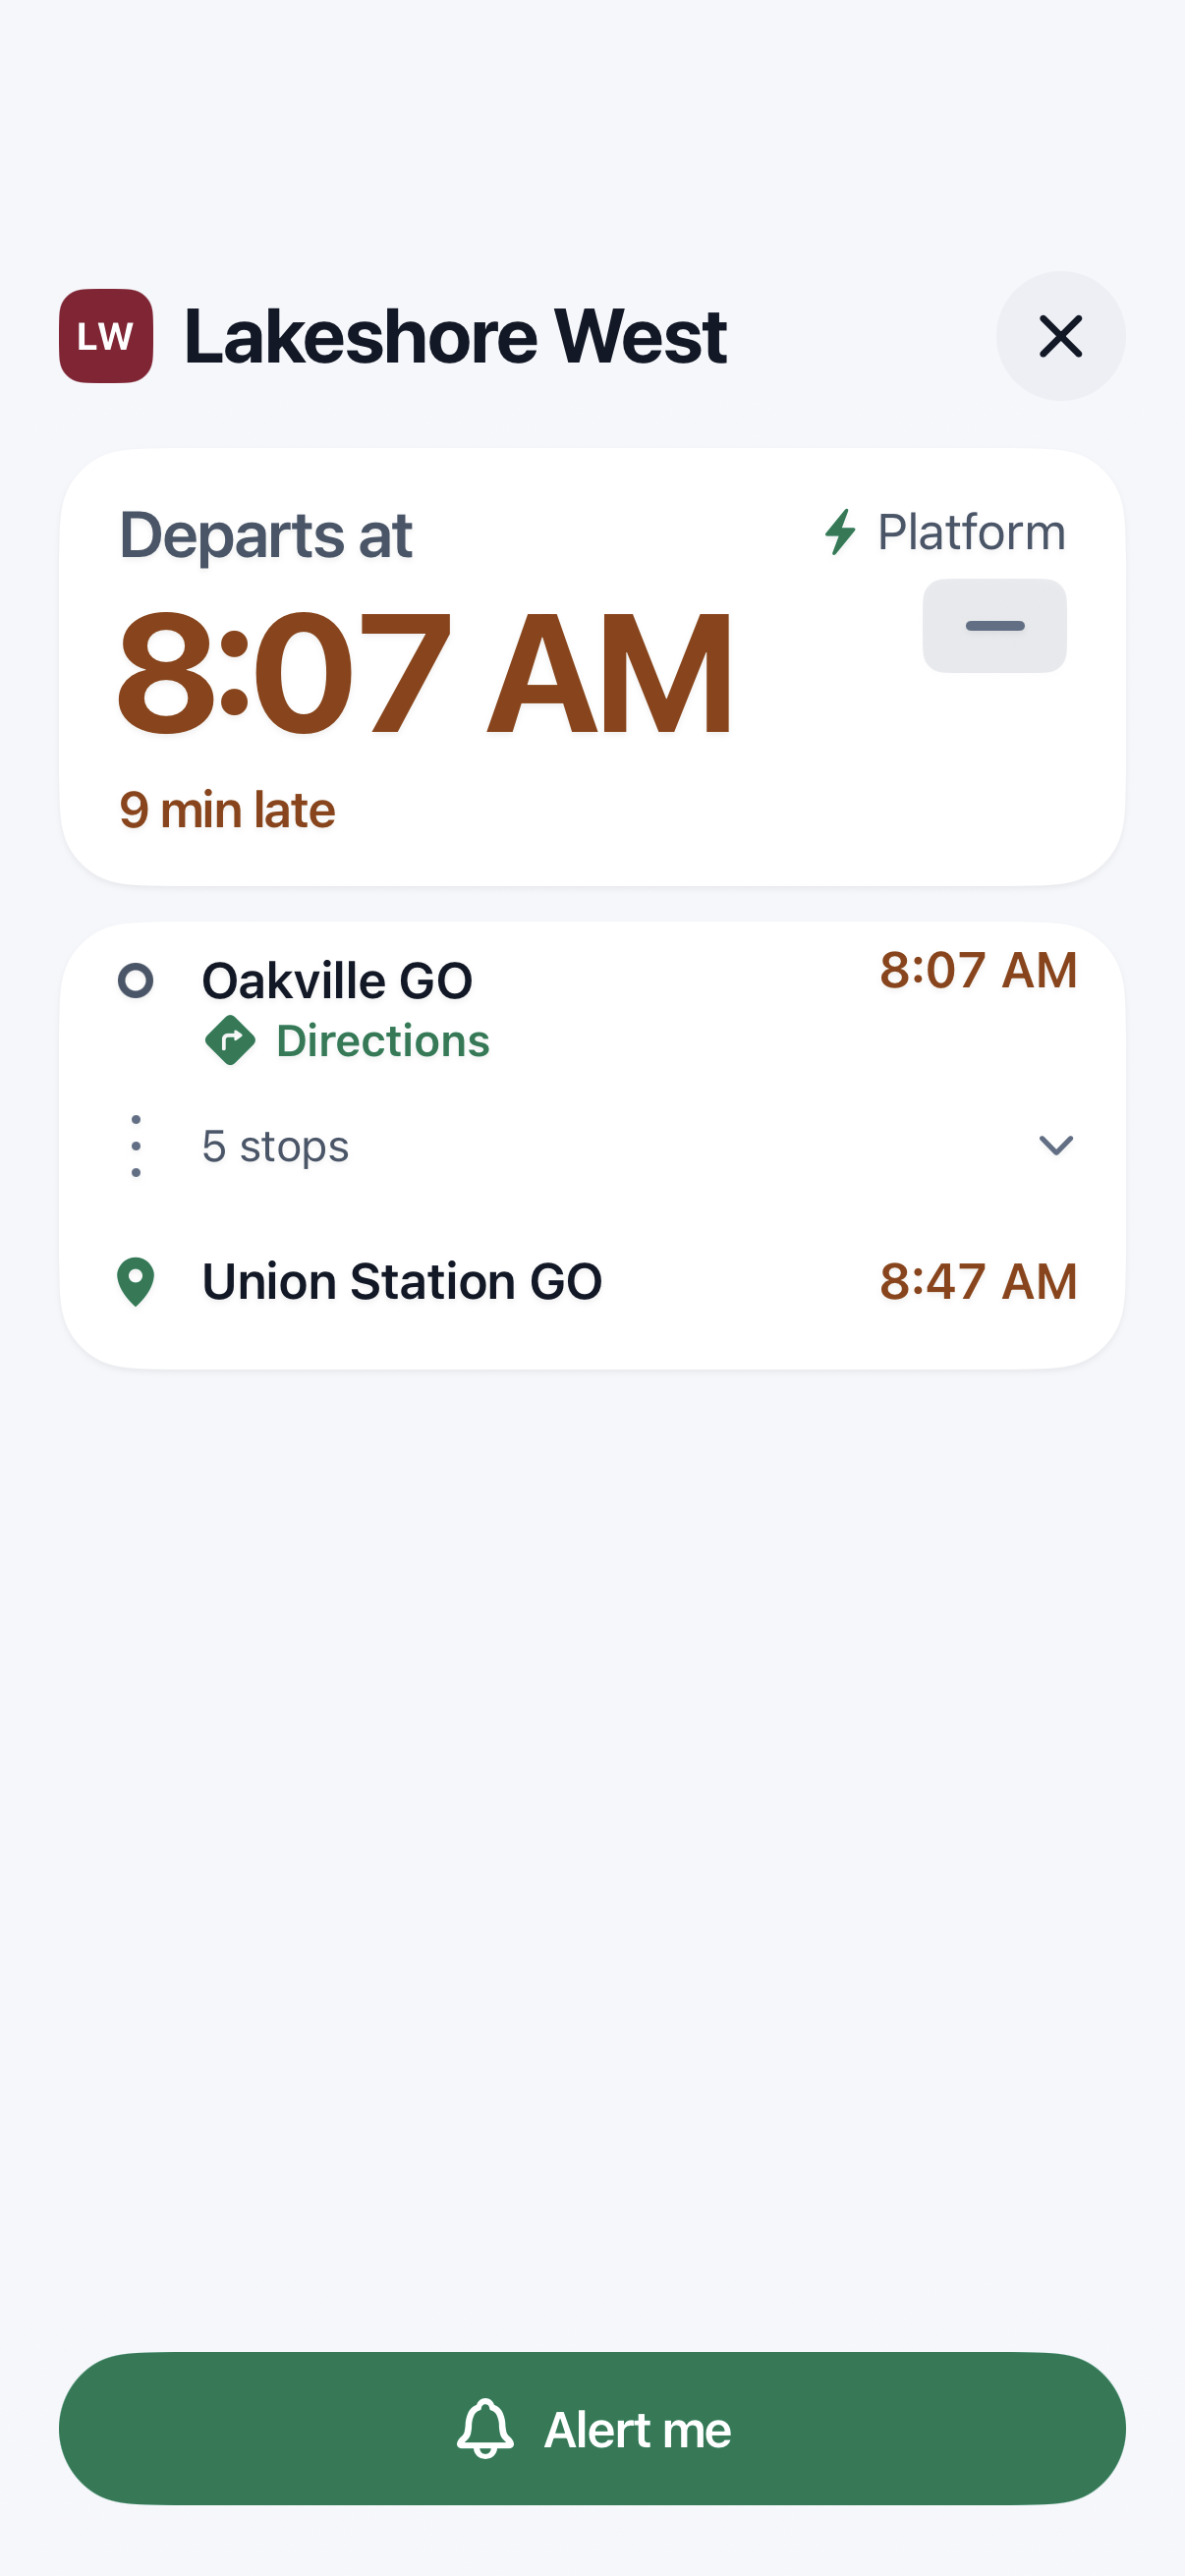 LW Lakeshore West
Departs at
Platform
8:07 AM
—
9 min late
Oakville GO 8:07 AM
Directions
5 stops
Union Station GO 8:47 AM
Alert me